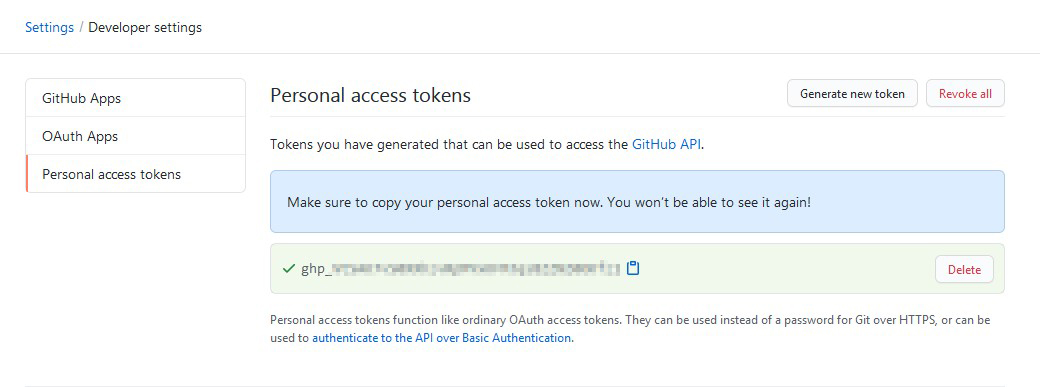 Settings / Developer settings
GitHub Apps
OAuth Apps
Personal access tokens
Personal access tokens
Generate new token
Revoke all
Tokens you have generated that can be used to access the GitHub API.
Make sure to copy your personal access token now. You won't be able to see it again!
ghp_
Delete
Personal access tokens function like ordinary OAuth access tokens. They can be used instead of a password for Git over HTTPS, or can be
used to authenticate to the API over Basic Authentication.